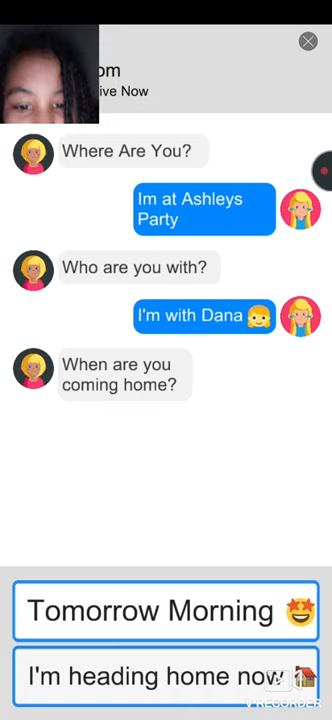 om
ive Now
Where Are You?
Im at Ashleys
Party
Who are you with?
I'm with Dana
When are you
coming home?
Tomorrow Morning
I'm heading home now
V RECORDER